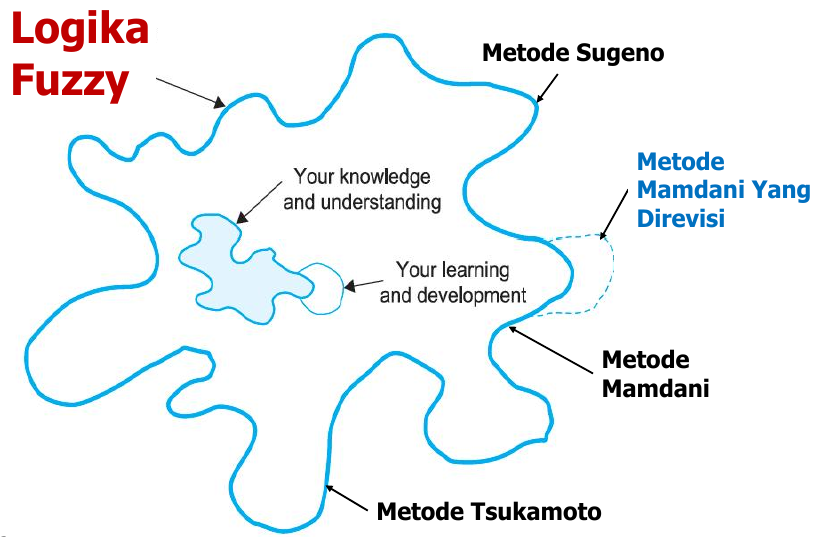 Logika
Fuzzy
Metode Sugeno
Metode
Mamdani Yang
Direvisi
Your knowledge
and understanding
Your learning
and development
Metode
Mamdani
Metode Tsukamoto